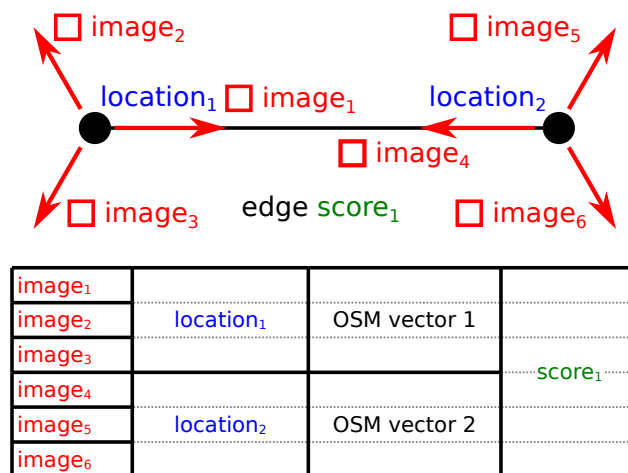 image₂ image₅
location₁ image₁ location₂
image₄
image₃ edge score₁ image₆
image₁
image₂ location₁ OSM vector 1
image₃
image₄ score₁
image₅ location₂ OSM vector 2
image₆